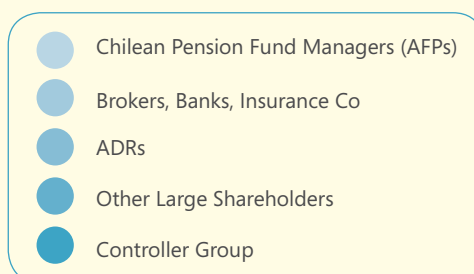 Chilean Pension Fund Managers (AFPs)
Brokers, Banks, Insurance Co
ADRs
Other Large Shareholders
Controller Group